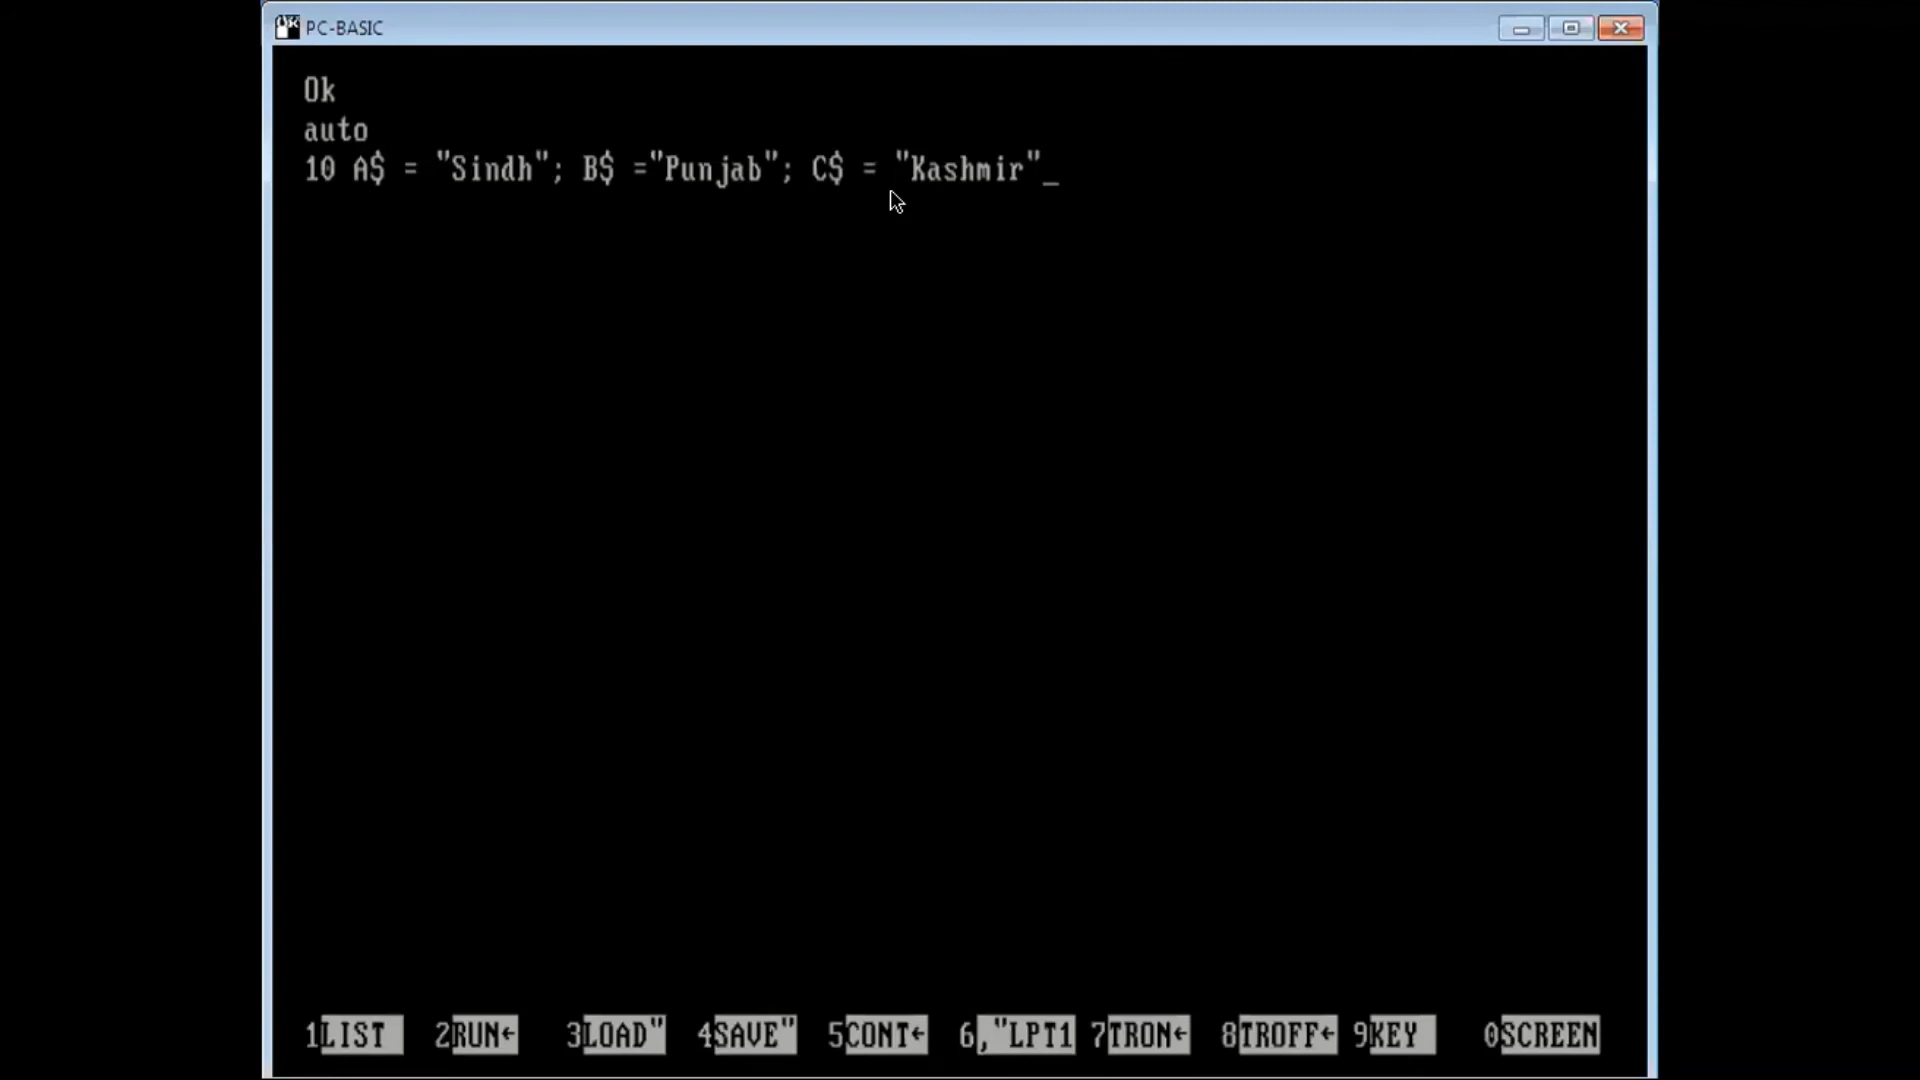 PC-BASIC
Ok
auto
10 A$ = "Sindh"; B$ ="Punjab"; C$ = "Kashmir"_
1LIST 2RUN← 3LOAD" 4SAVE" 5CONT← 6,"LPT1 7TRON← 8TROFF← 9KEY 0SCREEN